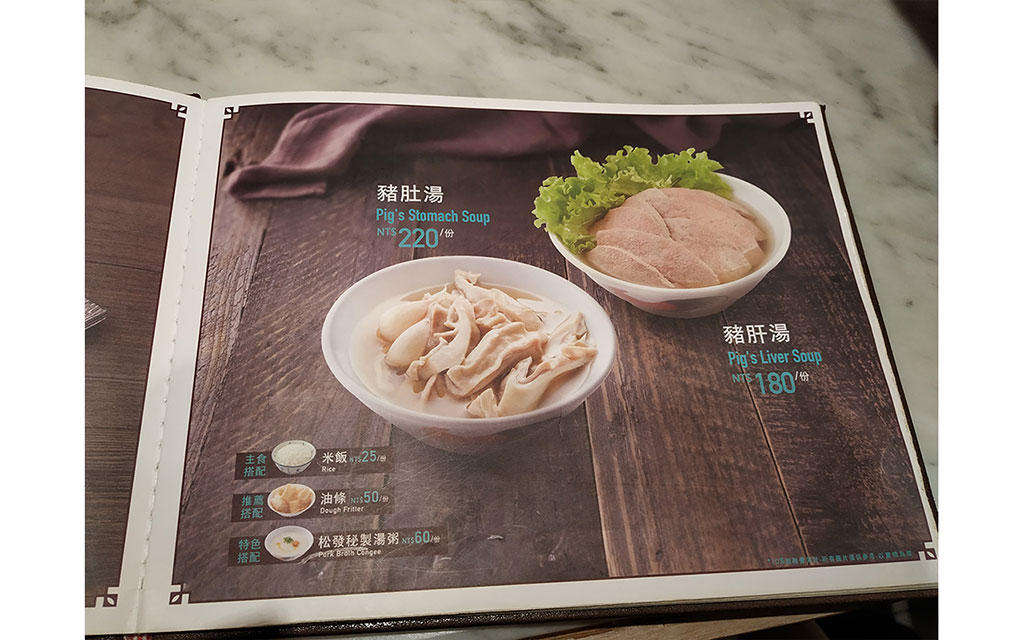 豬肚湯
Pig's Stomach Soup
NT$220/份
豬肝湯
Pig's Liver Soup
NT$180/份
主食
搭配
米飯 NT$25/份
Rice
推薦
搭配
油條 NT$50/份
Dough Fritter
特色
搭配
松發秘製湯粥 NT$60/份
Pork Broth Congee